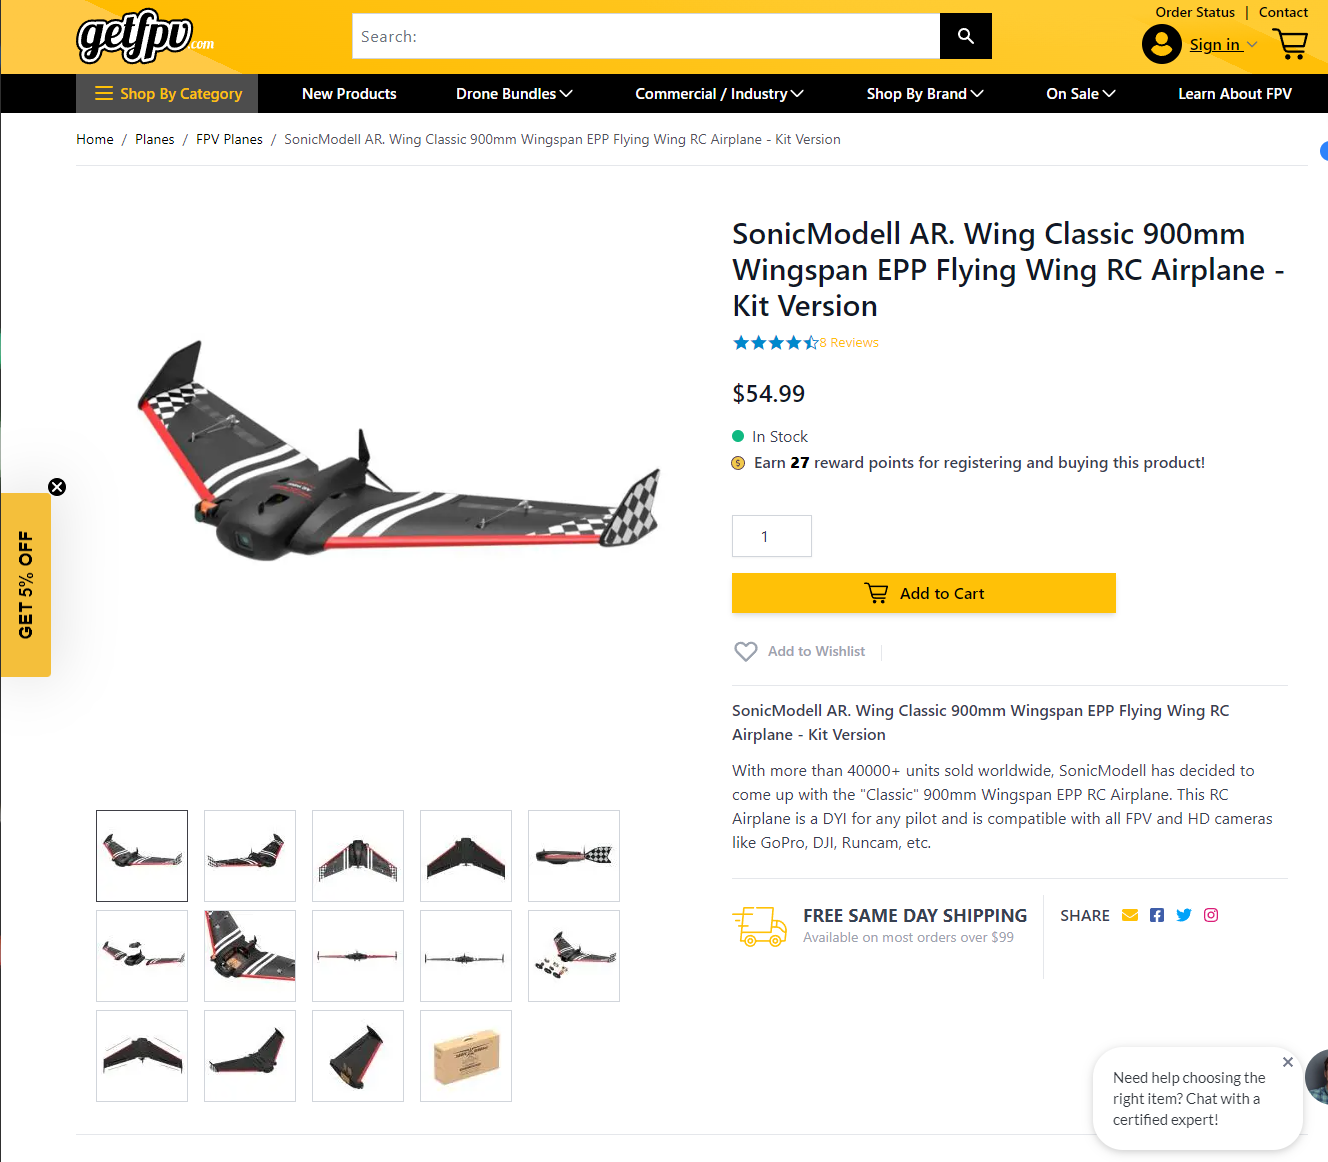 getfpv.com
Search:
Order Status | Contact
Sign in
Shop By Category
New Products
Drone Bundles
Commercial / Industry
Shop By Brand
On Sale
Learn About FPV
Home / Planes / FPV Planes / SonicModell AR. Wing Classic 900mm Wingspan EPP Flying Wing RC Airplane - Kit Version
SonicModell AR. Wing Classic 900mm
Wingspan EPP Flying Wing RC Airplane -
Kit Version
8 Reviews
$54.99
In Stock
Earn 27 reward points for registering and buying this product!
1
Add to Cart
Add to Wishlist
GET 5% OFF
SonicModell AR. Wing Classic 900mm Wingspan EPP Flying Wing RC
Airplane - Kit Version
With more than 40000+ units sold worldwide, SonicModell has decided to
come up with the "Classic" 900mm Wingspan EPP RC Airplane. This RC
Airplane is a DYI for any pilot and is compatible with all FPV and HD cameras
like GoPro, DJI, Runcam, etc.
FREE SAME DAY SHIPPING
Available on most orders over $99
SHARE
Need help choosing the
right item? Chat with a
certified expert!